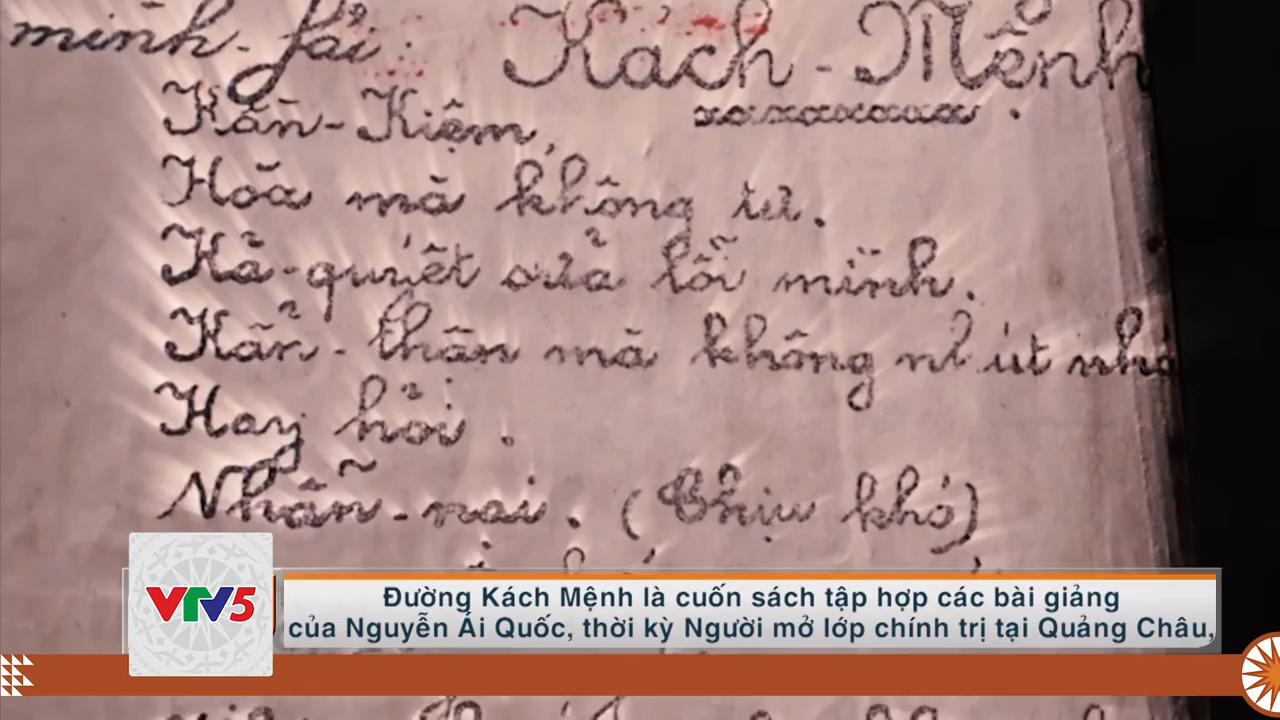 Kách-Mệnh
mình fải:
Kần-Kiệm,
Hòa mà không tư.
Kả-quyết sửa lỗi mình.
Kẩn-thận mà không nhút nhá
Hay hỏi.
Nhẫn-nại. (Chịu khó)
VTV5
Đường Kách Mệnh là cuốn sách tập hợp các bài giảng
của Nguyễn Ái Quốc, thời kỳ Người mở lớp chính trị tại Quảng Châu,